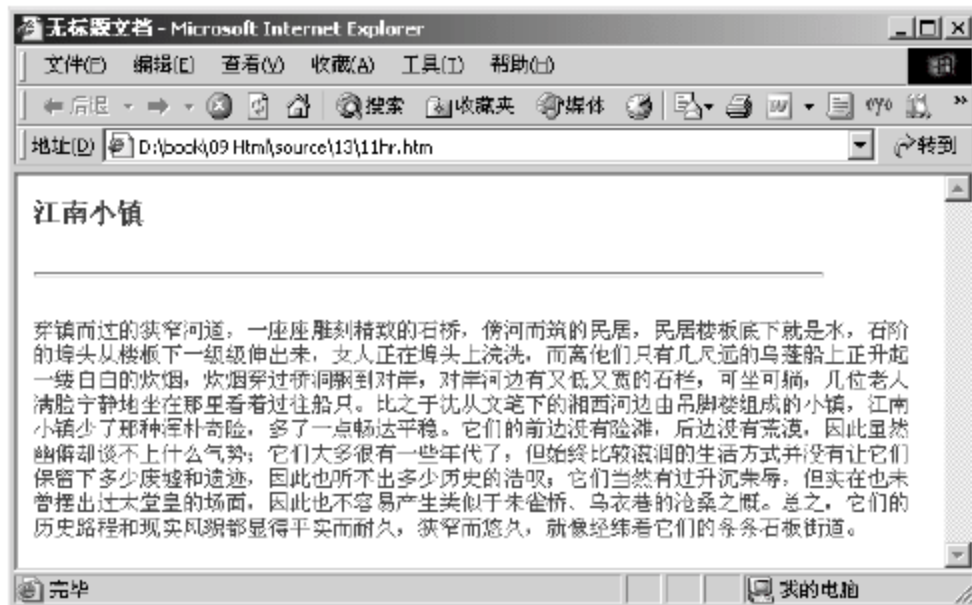 无标题文档 - Microsoft Internet Explorer
文件(F) 编辑(E) 查看(V) 收藏(A) 工具(T) 帮助(H)
后退 搜索 收藏夹 媒体 »
地址(D) D:\book\09 Html\source\13\11hr.htm 转到
江南小镇
穿镇而过的狭窄河道，一座座雕刻精致的石桥，傍河而筑的民居，民居楼板底下就是水，石阶
的埠头从楼板下一级级伸出来，女人正在埠头上浣洗，而离他们只有几尺远的乌蓬船上正升起
一缕白白的炊烟，炊烟穿过桥洞飘到对岸，对岸河边有又低又宽的石栏，可坐可躺，几位老人
满脸宁静地坐在那里看着过往船只。比之于沈从文笔下的湘西河边由吊脚楼组成的小镇，江南
小镇少了那种浑朴奇险，多了一点畅达平稳。它们的前边没有险滩，后边没有荒漠，因此虽然
幽僻却谈不上什么气势；它们大多很有一些年代了，但始终比较滋润的生活方式并没有让它们
保留下多少废墟和遗迹，因此也听不出多少历史的浩叹；它们当然有过升沉荣辱，但实在也未
曾摆出过太堂皇的场面，因此也不容易产生类似于朱雀桥、乌衣巷的沧桑之慨。总之，它们的
历史路程和现实风貌都显得平实而耐久，狭窄而悠久，就像经纬着它们的条条石板街道。
完毕 我的电脑